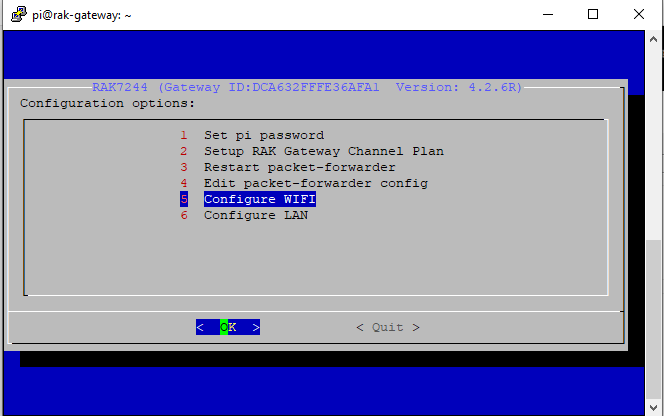 pi@rak-gateway: ~
RAK7244 (Gateway ID:DCA632FFFE36AFA1 Version: 4.2.6R)
Configuration options:
1 Set pi password
2 Setup RAK Gateway Channel Plan
3 Restart packet-forwarder
4 Edit packet-forwarder config
5 Configure WIFI
6 Configure LAN
< OK > < Quit >